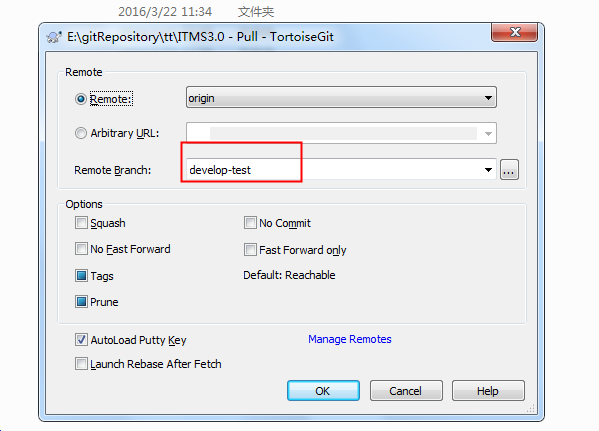 2016/3/22 11:34 文件夹
E:\gitRepository\tt\ITMS3.0 - Pull - TortoiseGit
Remote
Remote: origin
Arbitrary URL:
Remote Branch: develop-test ...
Options
Squash No Commit
No Fast Forward Fast Forward only
Tags Default: Reachable
Prune
AutoLoad Putty Key Manage Remotes
Launch Rebase After Fetch
OK Cancel Help